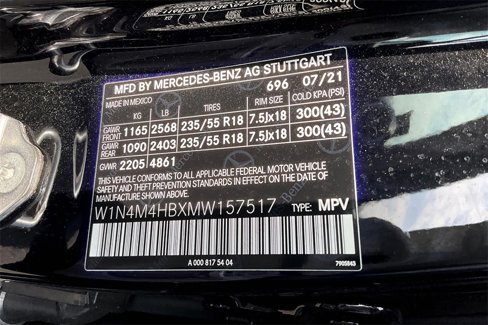 MFD BY MERCEDES-BENZ AG STUTTGART
MADE IN MEXICO 696 07/21
KG LB TIRES RIM SIZE COLD KPA (PSI)
GAWR FRONT 1165 2568 235/55 R18 7.5Jx18 300(43)
GAWR REAR 1090 2403 235/55 R18 7.5Jx18 300(43)
GVWR 2205 4861
THIS VEHICLE CONFORMS TO ALL APPLICABLE FEDERAL MOTOR VEHICLE
SAFETY, BUMPER, AND THEFT PREVENTION STANDARDS IN EFFECT ON THE
DATE OF MANUFACTURE SHOWN ABOVE.
W1N4M4HBXMW157517 TYPE: MPV
A 000 817 54 04
7905843